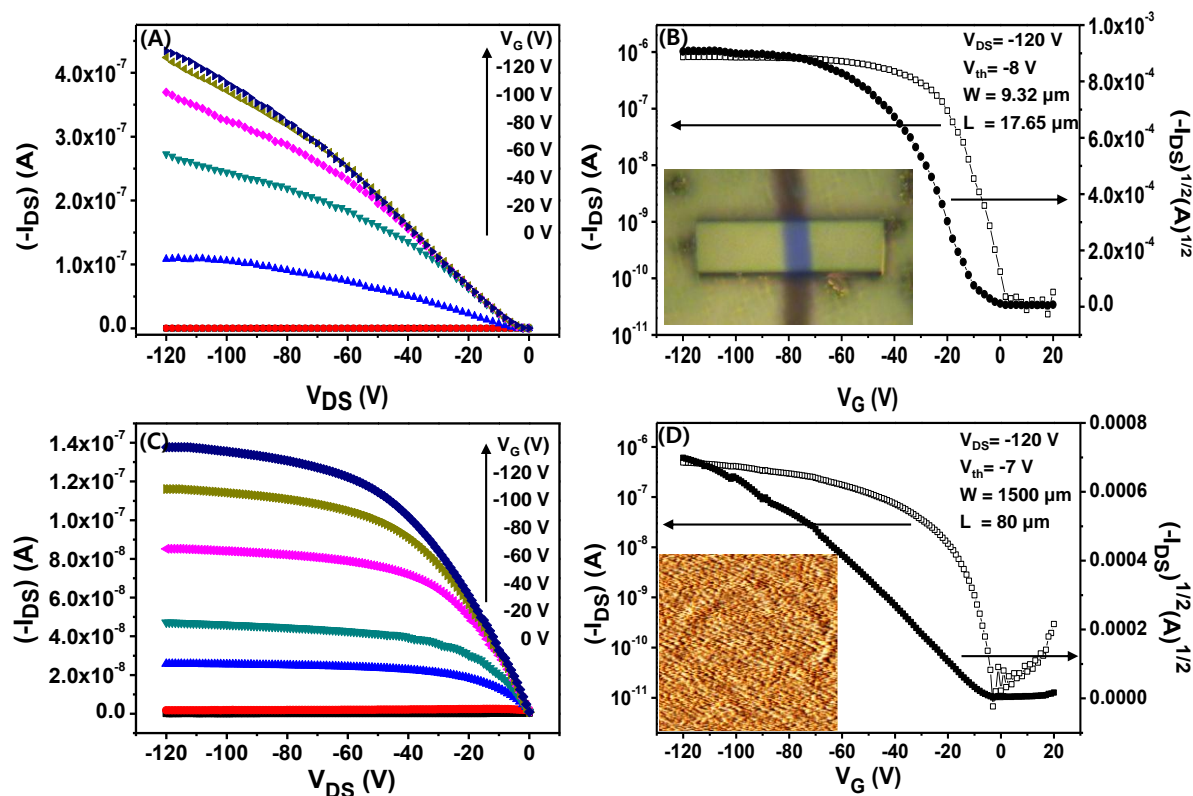 (A)
V_G (V)
-120 V
-100 V
-80 V
-60 V
-40 V
-20 V
0 V
4.0x10^-7
3.0x10^-7
2.0x10^-7
1.0x10^-7
0.0
(-I_DS) (A)
-120 -100 -80 -60 -40 -20 0
V_DS (V)
(B)
V_DS= -120 V
V_th= -8 V
W = 9.32 µm
L = 17.65 µm
10^-6
10^-7
10^-8
10^-9
10^-10
10^-11
(-I_DS) (A)
1.0x10^-3
8.0x10^-4
6.0x10^-4
4.0x10^-4
2.0x10^-4
0.0
(-I_DS)^1/2(A)^1/2
-120 -100 -80 -60 -40 -20 0 20
V_G (V)
(C)
V_G (V)
-120 V
-100 V
-80 V
-60 V
-40 V
-20 V
0 V
1.4x10^-7
1.2x10^-7
1.0x10^-7
8.0x10^-8
6.0x10^-8
4.0x10^-8
2.0x10^-8
0.0
(-I_DS) (A)
-120 -100 -80 -60 -40 -20 0
V_DS (V)
(D)
V_DS= -120 V
V_th= -7 V
W = 1500 µm
L = 80 µm
10^-6
10^-7
10^-8
10^-9
10^-10
10^-11
(-I_DS) (A)
0.0008
0.0006
0.0004
0.0002
0.0000
(-I_DS)^1/2(A)^1/2
-120 -100 -80 -60 -40 -20 0 20
V_G (V)